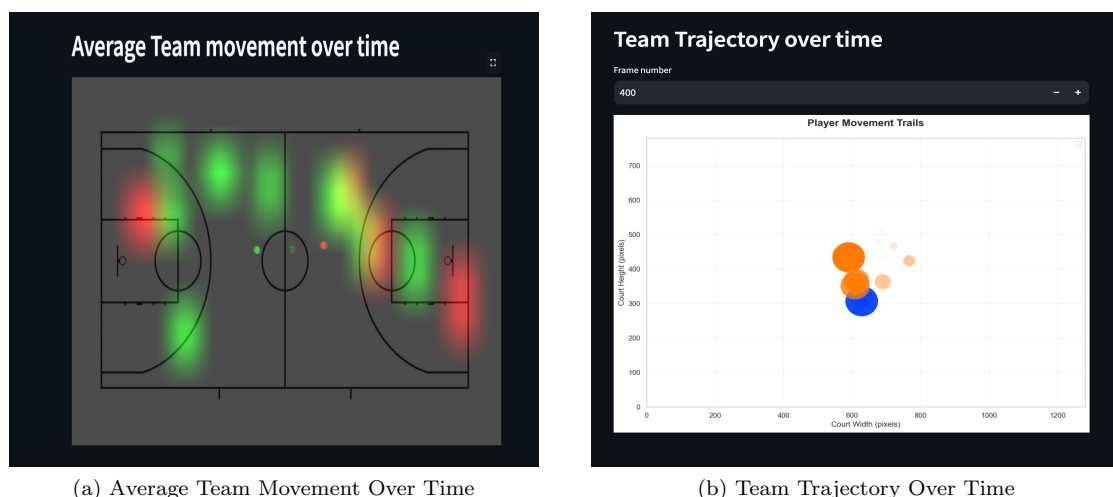 Average Team movement over time
Team Trajectory over time
Frame number
400
− +
Player Movement Trails
700
600
500
400
300
200
100
0
Court Height (pixels)
0 200 400 600 800 1000 1200
Court Width (pixels)
(a) Average Team Movement Over Time
(b) Team Trajectory Over Time